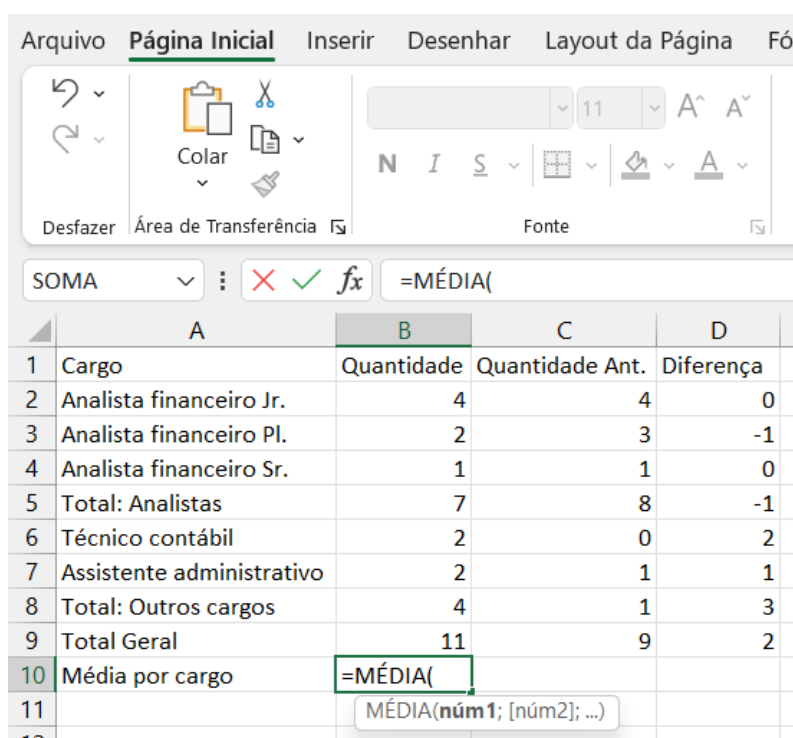 Arquivo Página Inicial Inserir Desenhar Layout da Página Fó
Colar
N I S
11 A A
A
Desfazer Área de Transferência Fonte
SOMA fx =MÉDIA(
A B C D
1 Cargo Quantidade Quantidade Ant. Diferença
2 Analista financeiro Jr. 4 4 0
3 Analista financeiro Pl. 2 3 -1
4 Analista financeiro Sr. 1 1 0
5 Total: Analistas 7 8 -1
6 Técnico contábil 2 0 2
7 Assistente administrativo 2 1 1
8 Total: Outros cargos 4 1 3
9 Total Geral 11 9 2
10 Média por cargo =MÉDIA(
11 MÉDIA(núm1; [núm2]; ...)